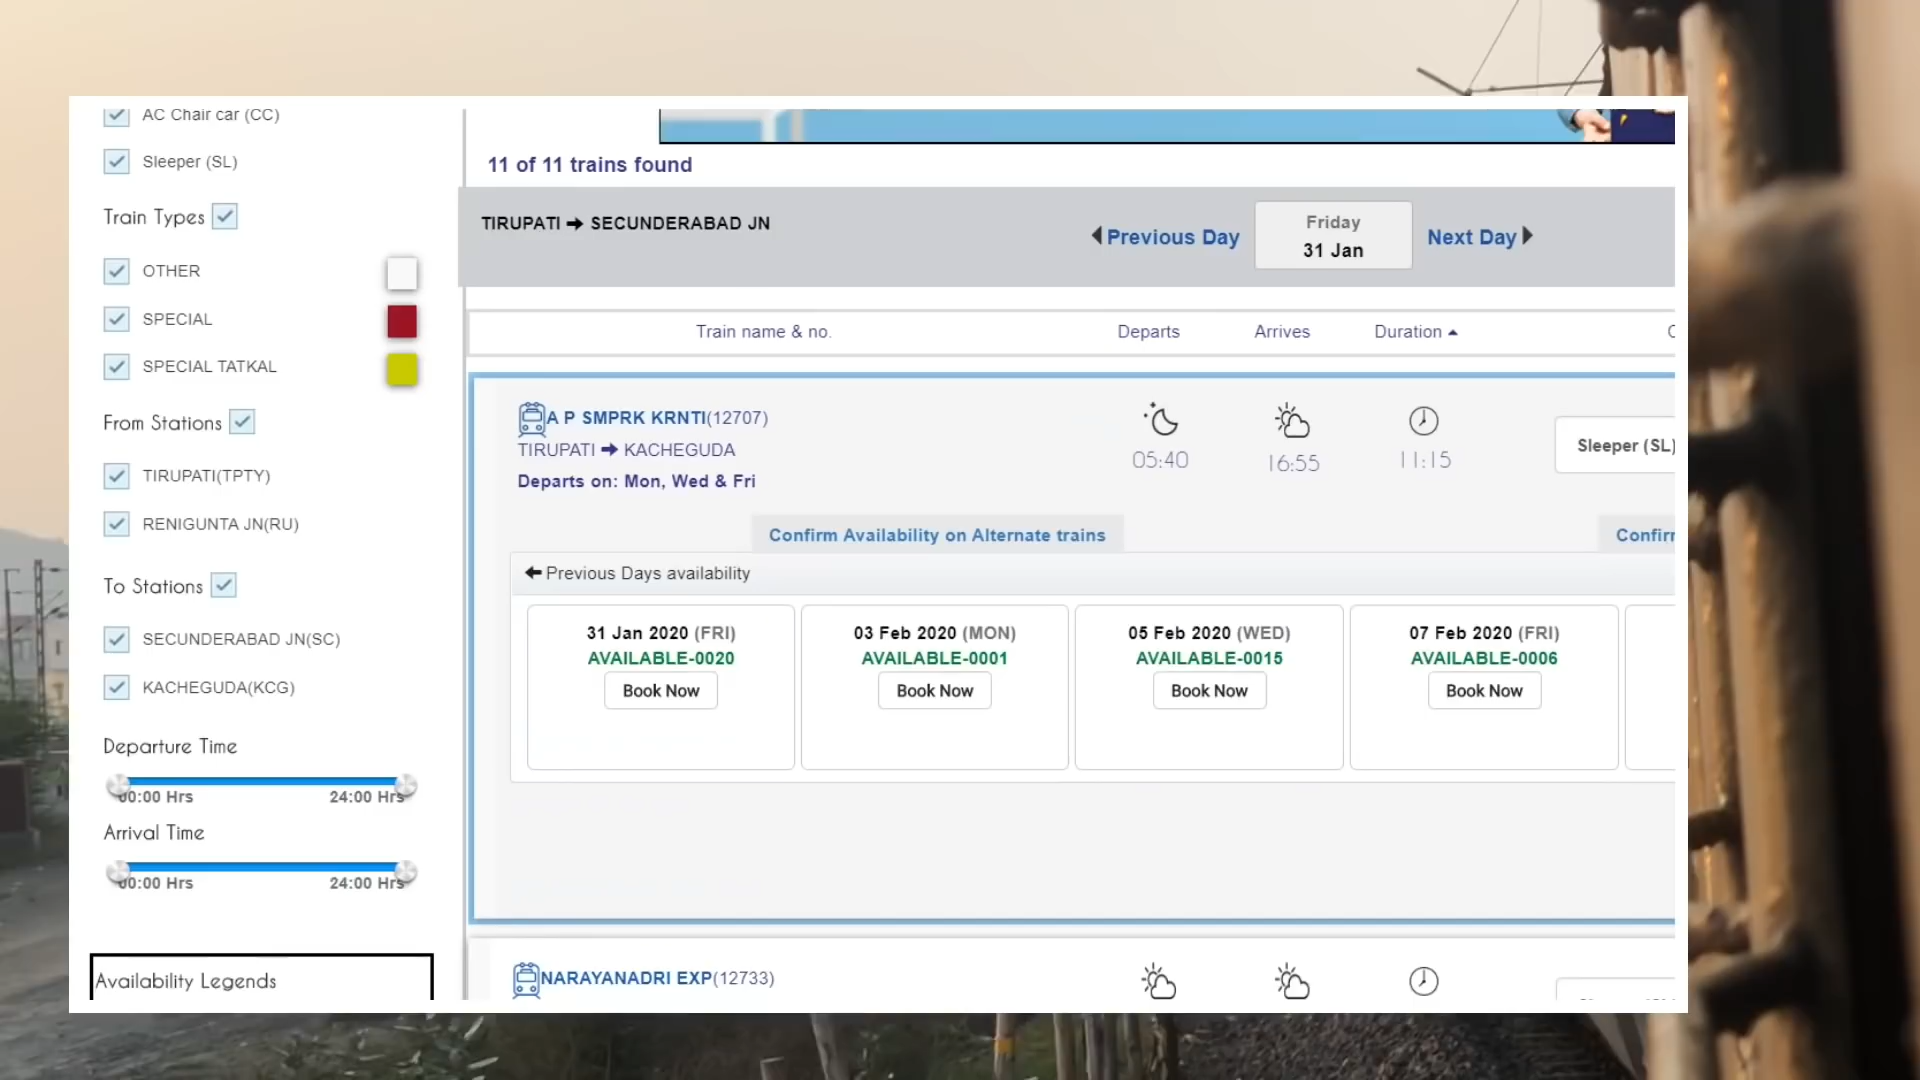 AC Chair car (CC)
Sleeper (SL)
Train Types
OTHER
SPECIAL
SPECIAL TATKAL
From Stations
TIRUPATI(TPTY)
RENIGUNTA JN(RU)
To Stations
SECUNDERABAD JN(SC)
KACHEGUDA(KCG)
Departure Time
00:00 Hrs 24:00 Hrs
Arrival Time
00:00 Hrs 24:00 Hrs
Availability Legends
11 of 11 trains found
TIRUPATI ➔ SECUNDERABAD JN
Previous Day
Friday
31 Jan
Next Day
Train name & no. Departs Arrives Duration
A P SMPRK KRNTI(12707)
TIRUPATI ➔ KACHEGUDA
Departs on: Mon, Wed & Fri
05:40 16:55 11:15
Sleeper (SL)
Confirm Availability on Alternate trains
Confir
Previous Days availability
31 Jan 2020 (FRI)
AVAILABLE-0020
Book Now
03 Feb 2020 (MON)
AVAILABLE-0001
Book Now
05 Feb 2020 (WED)
AVAILABLE-0015
Book Now
07 Feb 2020 (FRI)
AVAILABLE-0006
Book Now
NARAYANADRI EXP(12733)